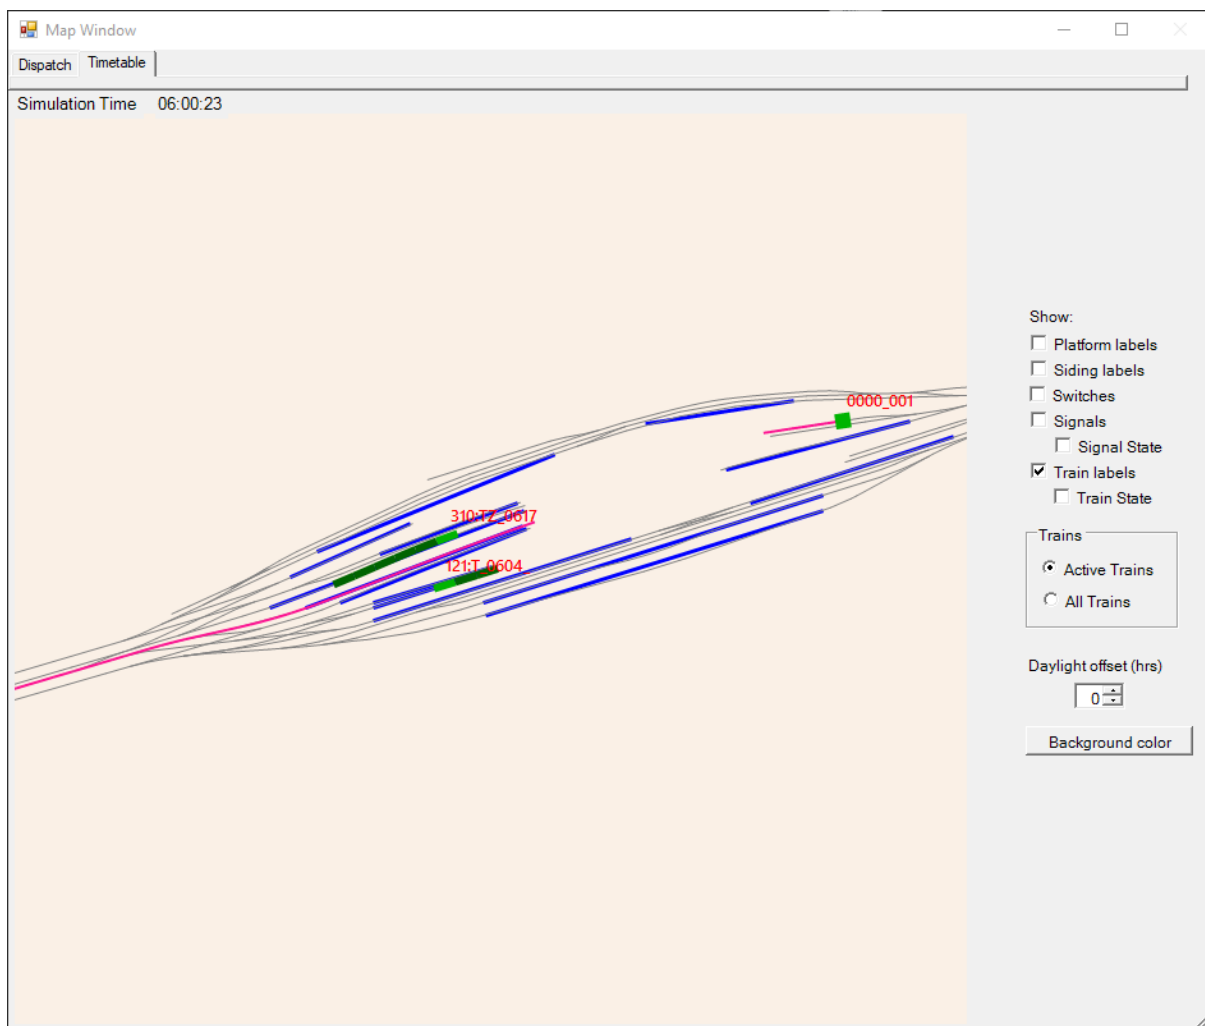 Map Window
Dispatch Timetable
Simulation Time 06:00:23
0000_001
310:TZ_0617
121:T_0604
Show:
Platform labels
Siding labels
Switches
Signals
Signal State
Train labels
Train State
Trains
Active Trains
All Trains
Daylight offset (hrs)
0
Background color